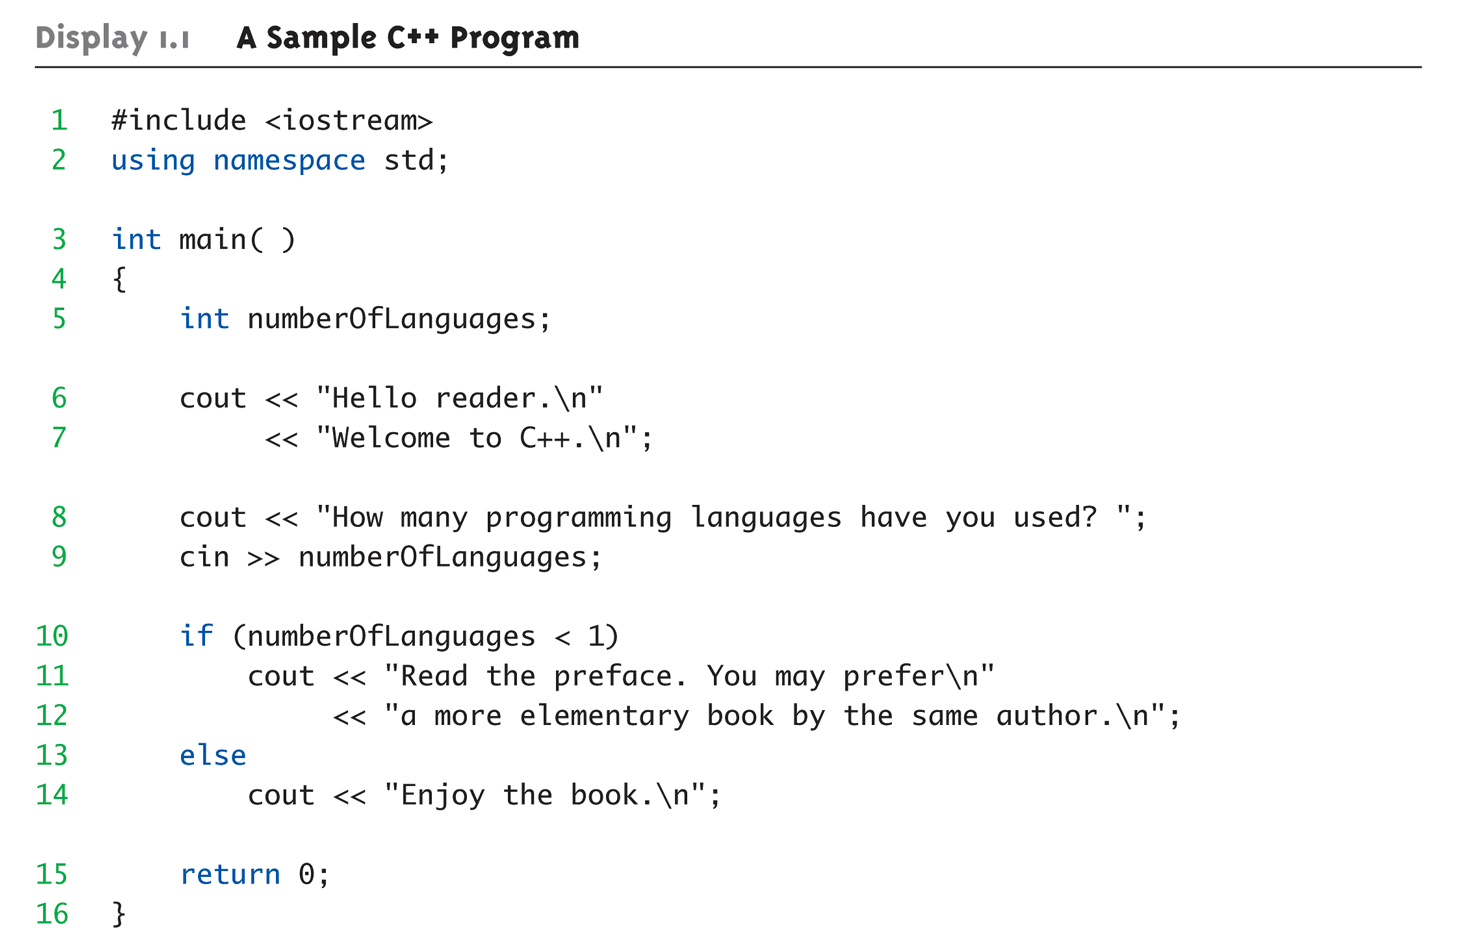 Display 1.1 A Sample C++ Program
1 #include <iostream>
2 using namespace std;
3 int main( )
4 {
5     int numberOfLanguages;
6     cout << "Hello reader.\n"
7          << "Welcome to C++.\n";
8     cout << "How many programming languages have you used? ";
9     cin >> numberOfLanguages;
10     if (numberOfLanguages < 1)
11         cout << "Read the preface. You may prefer\n"
12              << "a more elementary book by the same author.\n";
13     else
14         cout << "Enjoy the book.\n";
15     return 0;
16 }